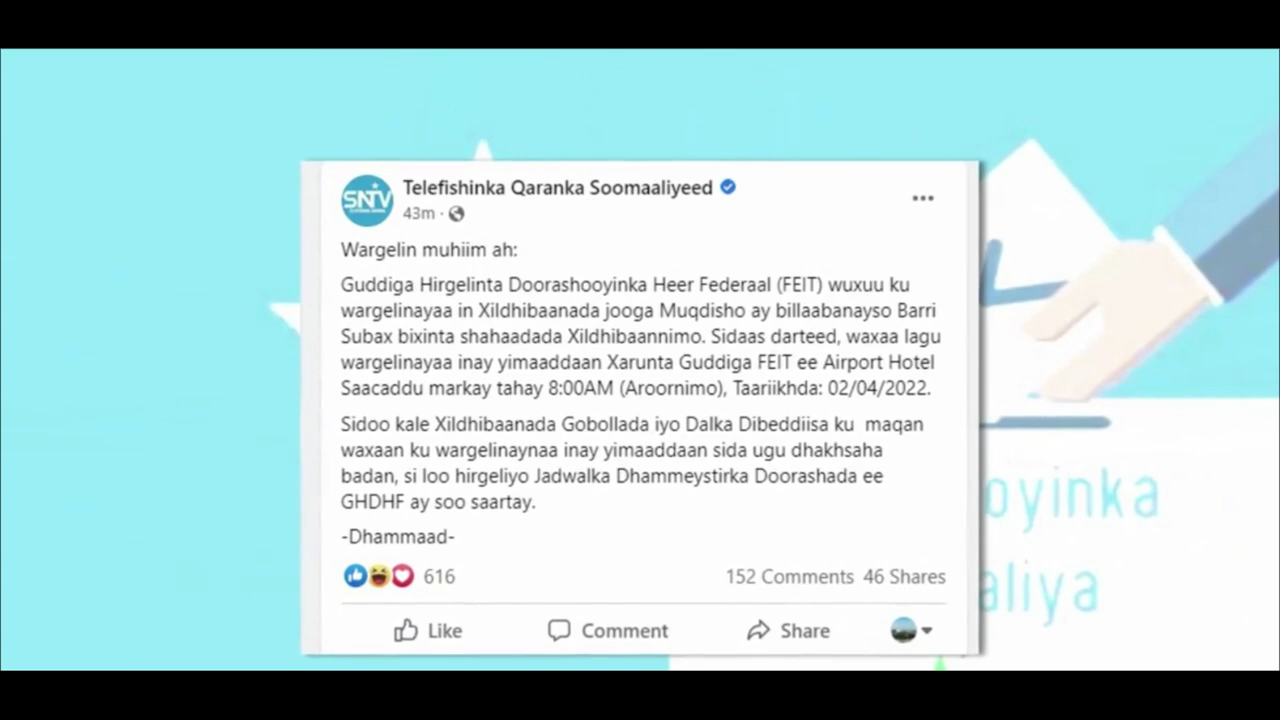 SNTV
Telefishinka Qaranka Soomaaliyeed
43m ·
Wargelin muhiim ah:
Guddiga Hirgelinta Doorashooyinka Heer Federaal (FEIT) wuxuu ku
wargelinayaa in Xildhibaanada jooga Muqdisho ay billaabanayso Barri
Subax bixinta shahaadada Xildhibaannimo. Sidaas darteed, waxaa lagu
wargelinayaa inay yimaaddaan Xarunta Guddiga FEIT ee Airport Hotel
Saacaddu markay tahay 8:00AM (Aroornimo), Taariikhda: 02/04/2022.
Sidoo kale Xildhibaanada Gobollada iyo Dalka Dibeddiisa ku maqan
waxaan ku wargelinaynaa inay yimaaddaan sida ugu dhakhsaha
badan, si loo hirgeliyo Jadwalka Dhammeystirka Doorashada ee
GHDHF ay soo saartay.
-Dhammaad-
616 152 Comments 46 Shares
Like Comment Share
oyinka
aliya